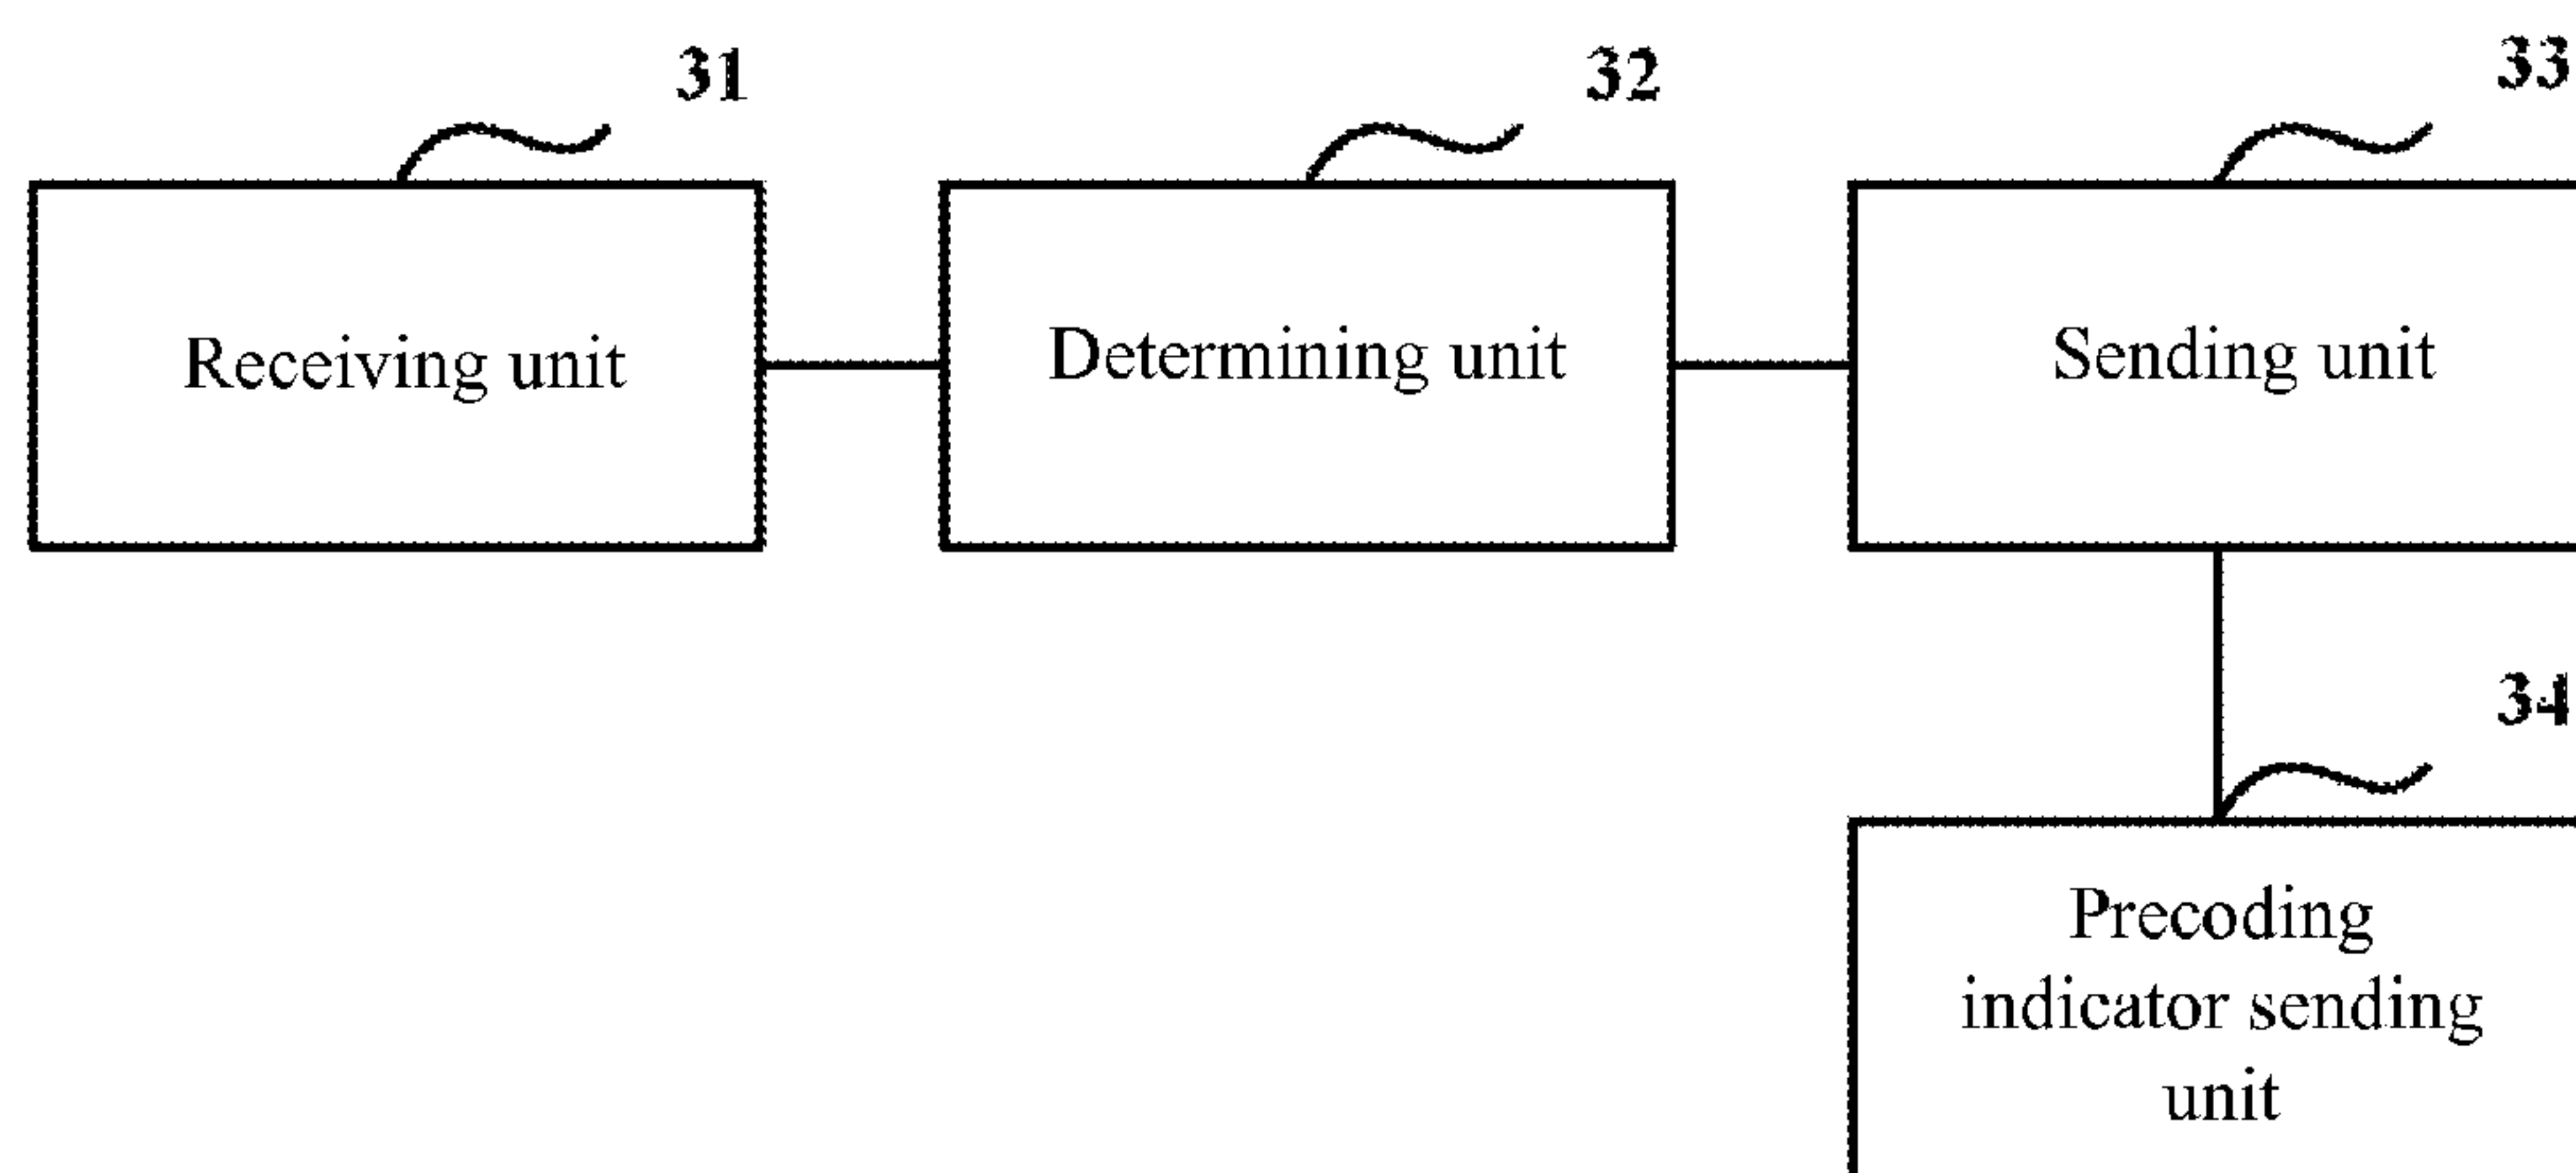 31
32
33
Receiving unit
Determining unit
Sending unit
34
Precoding
indicator sending
unit